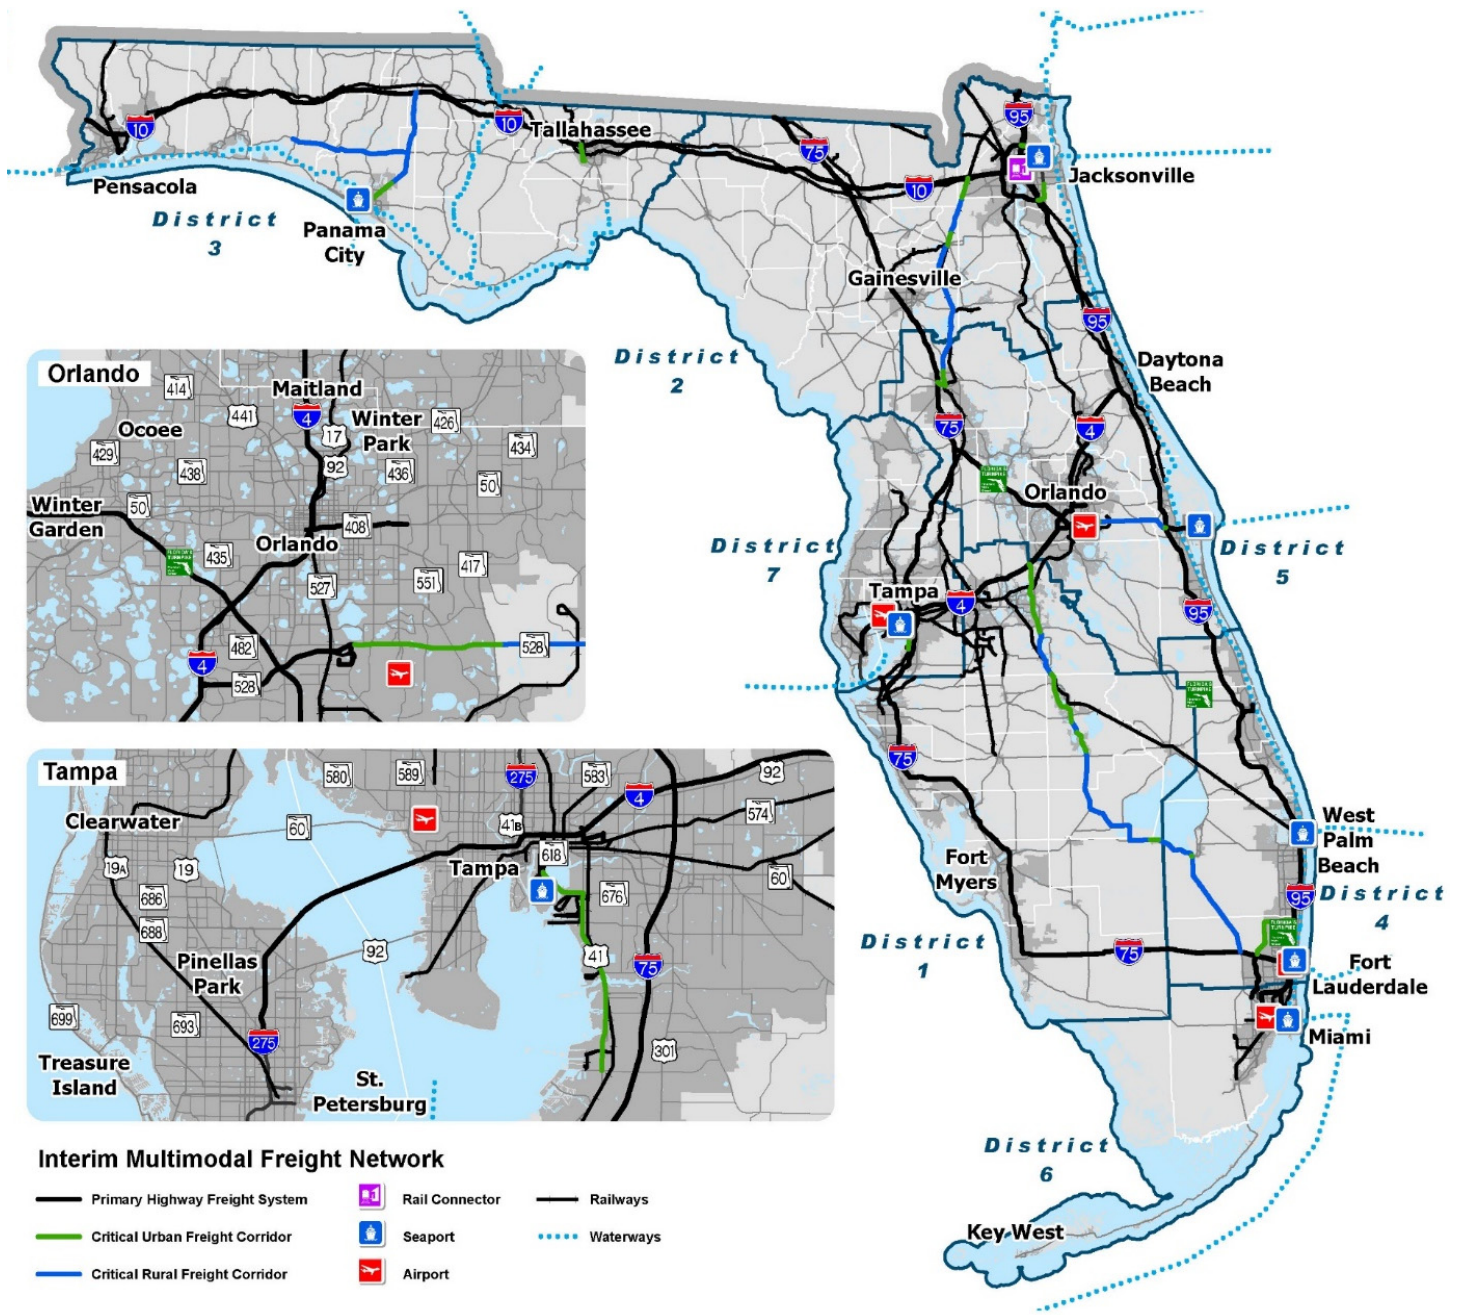 10
10
Tallahassee
75
95
10
Jacksonville
Pensacola
District
3
Panama
City
Gainesville
95
District
2
Daytona
Beach
75
4
Orlando
District
7
District
5
Tampa
4
95
75
West
Palm
Beach
Fort
Myers
95
District
4
District
1
75
Fort
Lauderdale
Miami
District
6
Key West
Orlando
414
Maitland
441
4
Winter
Park
426
Ocoee
17
429
434
438
92
436
50
Winter
Garden
50
408
Orlando
435
417
527
551
482
528
4
528
Tampa
580
589
275
583
92
4
574
Clearwater
60
41B
618
Tampa
19A
19
60
686
676
688
92
41
Pinellas
Park
75
699
693
275
301
Treasure
Island
St.
Petersburg
Interim Multimodal Freight Network
Primary Highway Freight System
Rail Connector
Railways
Critical Urban Freight Corridor
Seaport
Waterways
Critical Rural Freight Corridor
Airport